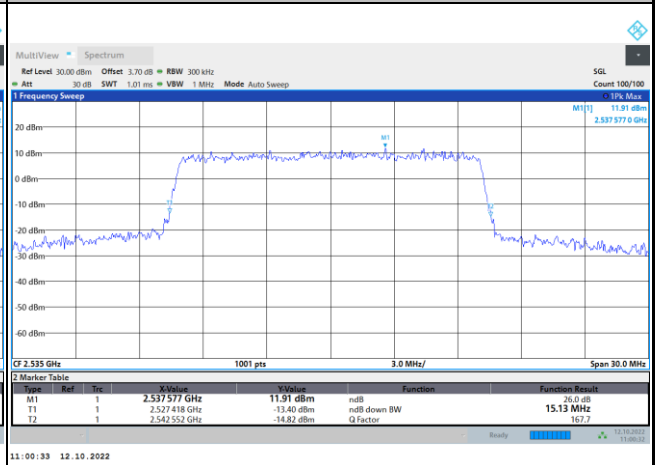 MultiView Spectrum
Ref Level 30.00 dBm Offset 3.70 dB RBW 300 kHz SGL
Att 30 dB SWT 1.01 ms VBW 1 MHz Mode Auto Sweep Count 100/100
1 Frequency Sweep 1Pk Max
M1[1] 11.91 dBm
2.537 577 0 GHz
20 dBm
M1
10 dBm
0 dBm
-10 dBm
T1
T2
-20 dBm
-30 dBm
-40 dBm
-50 dBm
-60 dBm
CF 2.535 GHz 1001 pts 3.0 MHz/ Span 30.0 MHz
2 Marker Table
Type Ref Trc X-Value Y-Value Function Function Result
M1 1 2.537 577 GHz 11.91 dBm ndB 26.0 dB
T1 1 2.527 418 GHz -13.40 dBm ndB down BW 15.13 MHz
T2 1 2.542 552 GHz -14.82 dBm Q Factor 167.7
Ready 12.10.2022
11:00:32
11:00:33 12.10.2022